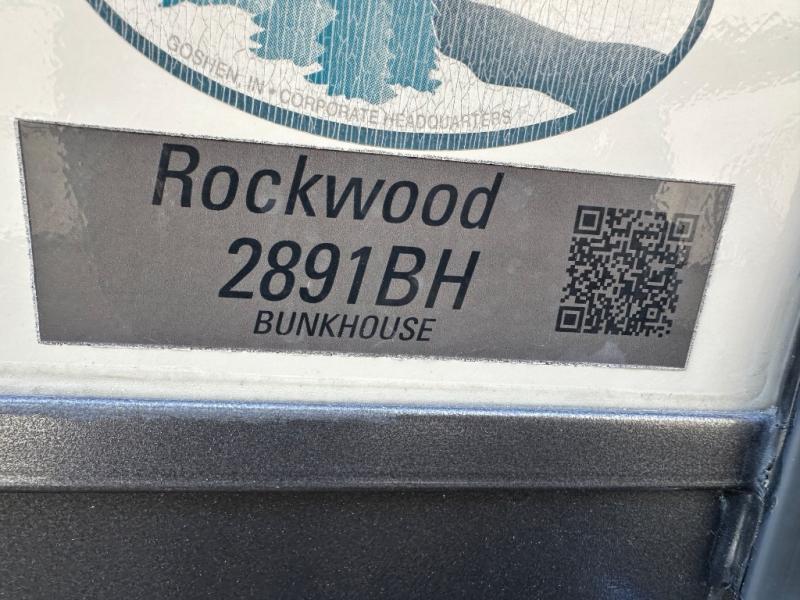 GOSHEN, IN • CORPORATE HEADQUARTERS
Rockwood
2891BH
BUNKHOUSE